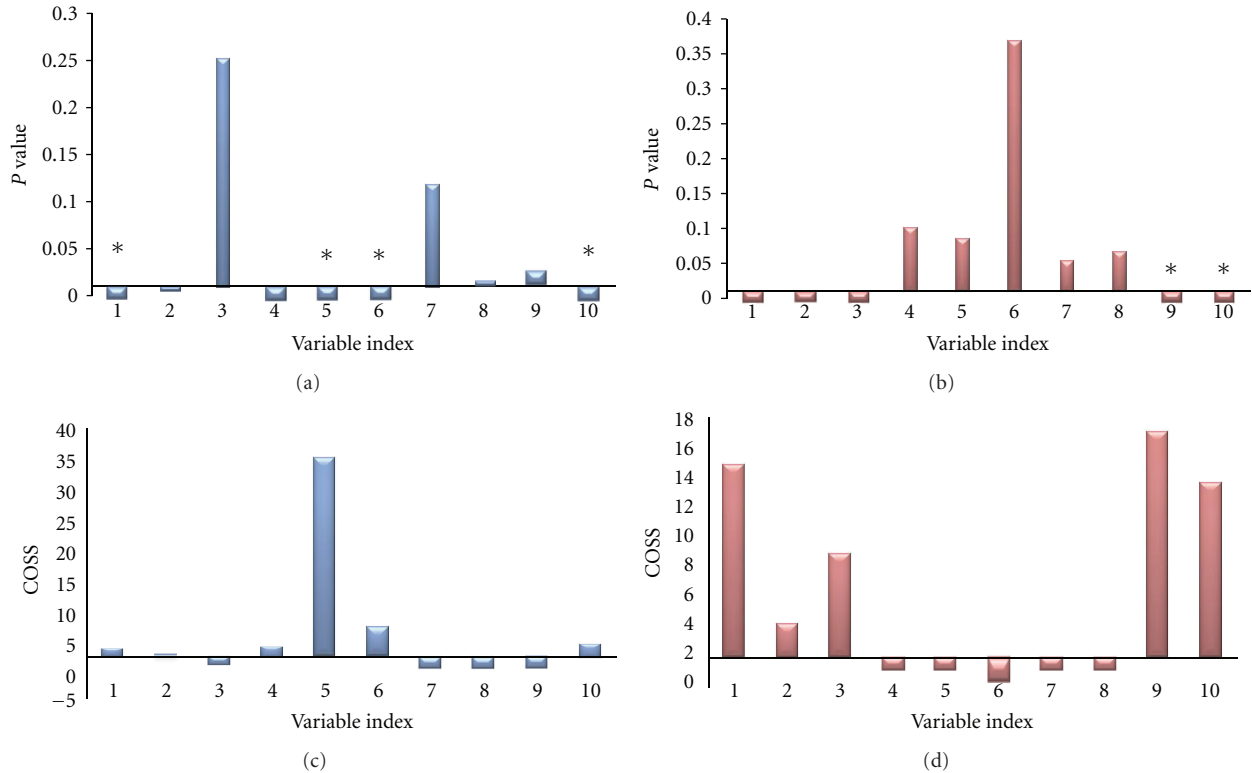 0.3
0.25
0.2
0.15
0.1
0.05
0
P value
* * * *
1 2 3 4 5 6 7 8 9 10
Variable index
(a)
0.4
0.35
0.3
0.25
0.2
0.15
0.1
0.05
0
P value
* *
1 2 3 4 5 6 7 8 9 10
Variable index
(b)
40
35
30
25
20
15
10
5
0
−5
COSS
1 2 3 4 5 6 7 8 9 10
Variable index
(c)
18
16
14
12
10
8
6
4
2
0
COSS
1 2 3 4 5 6 7 8 9 10
Variable index
(d)